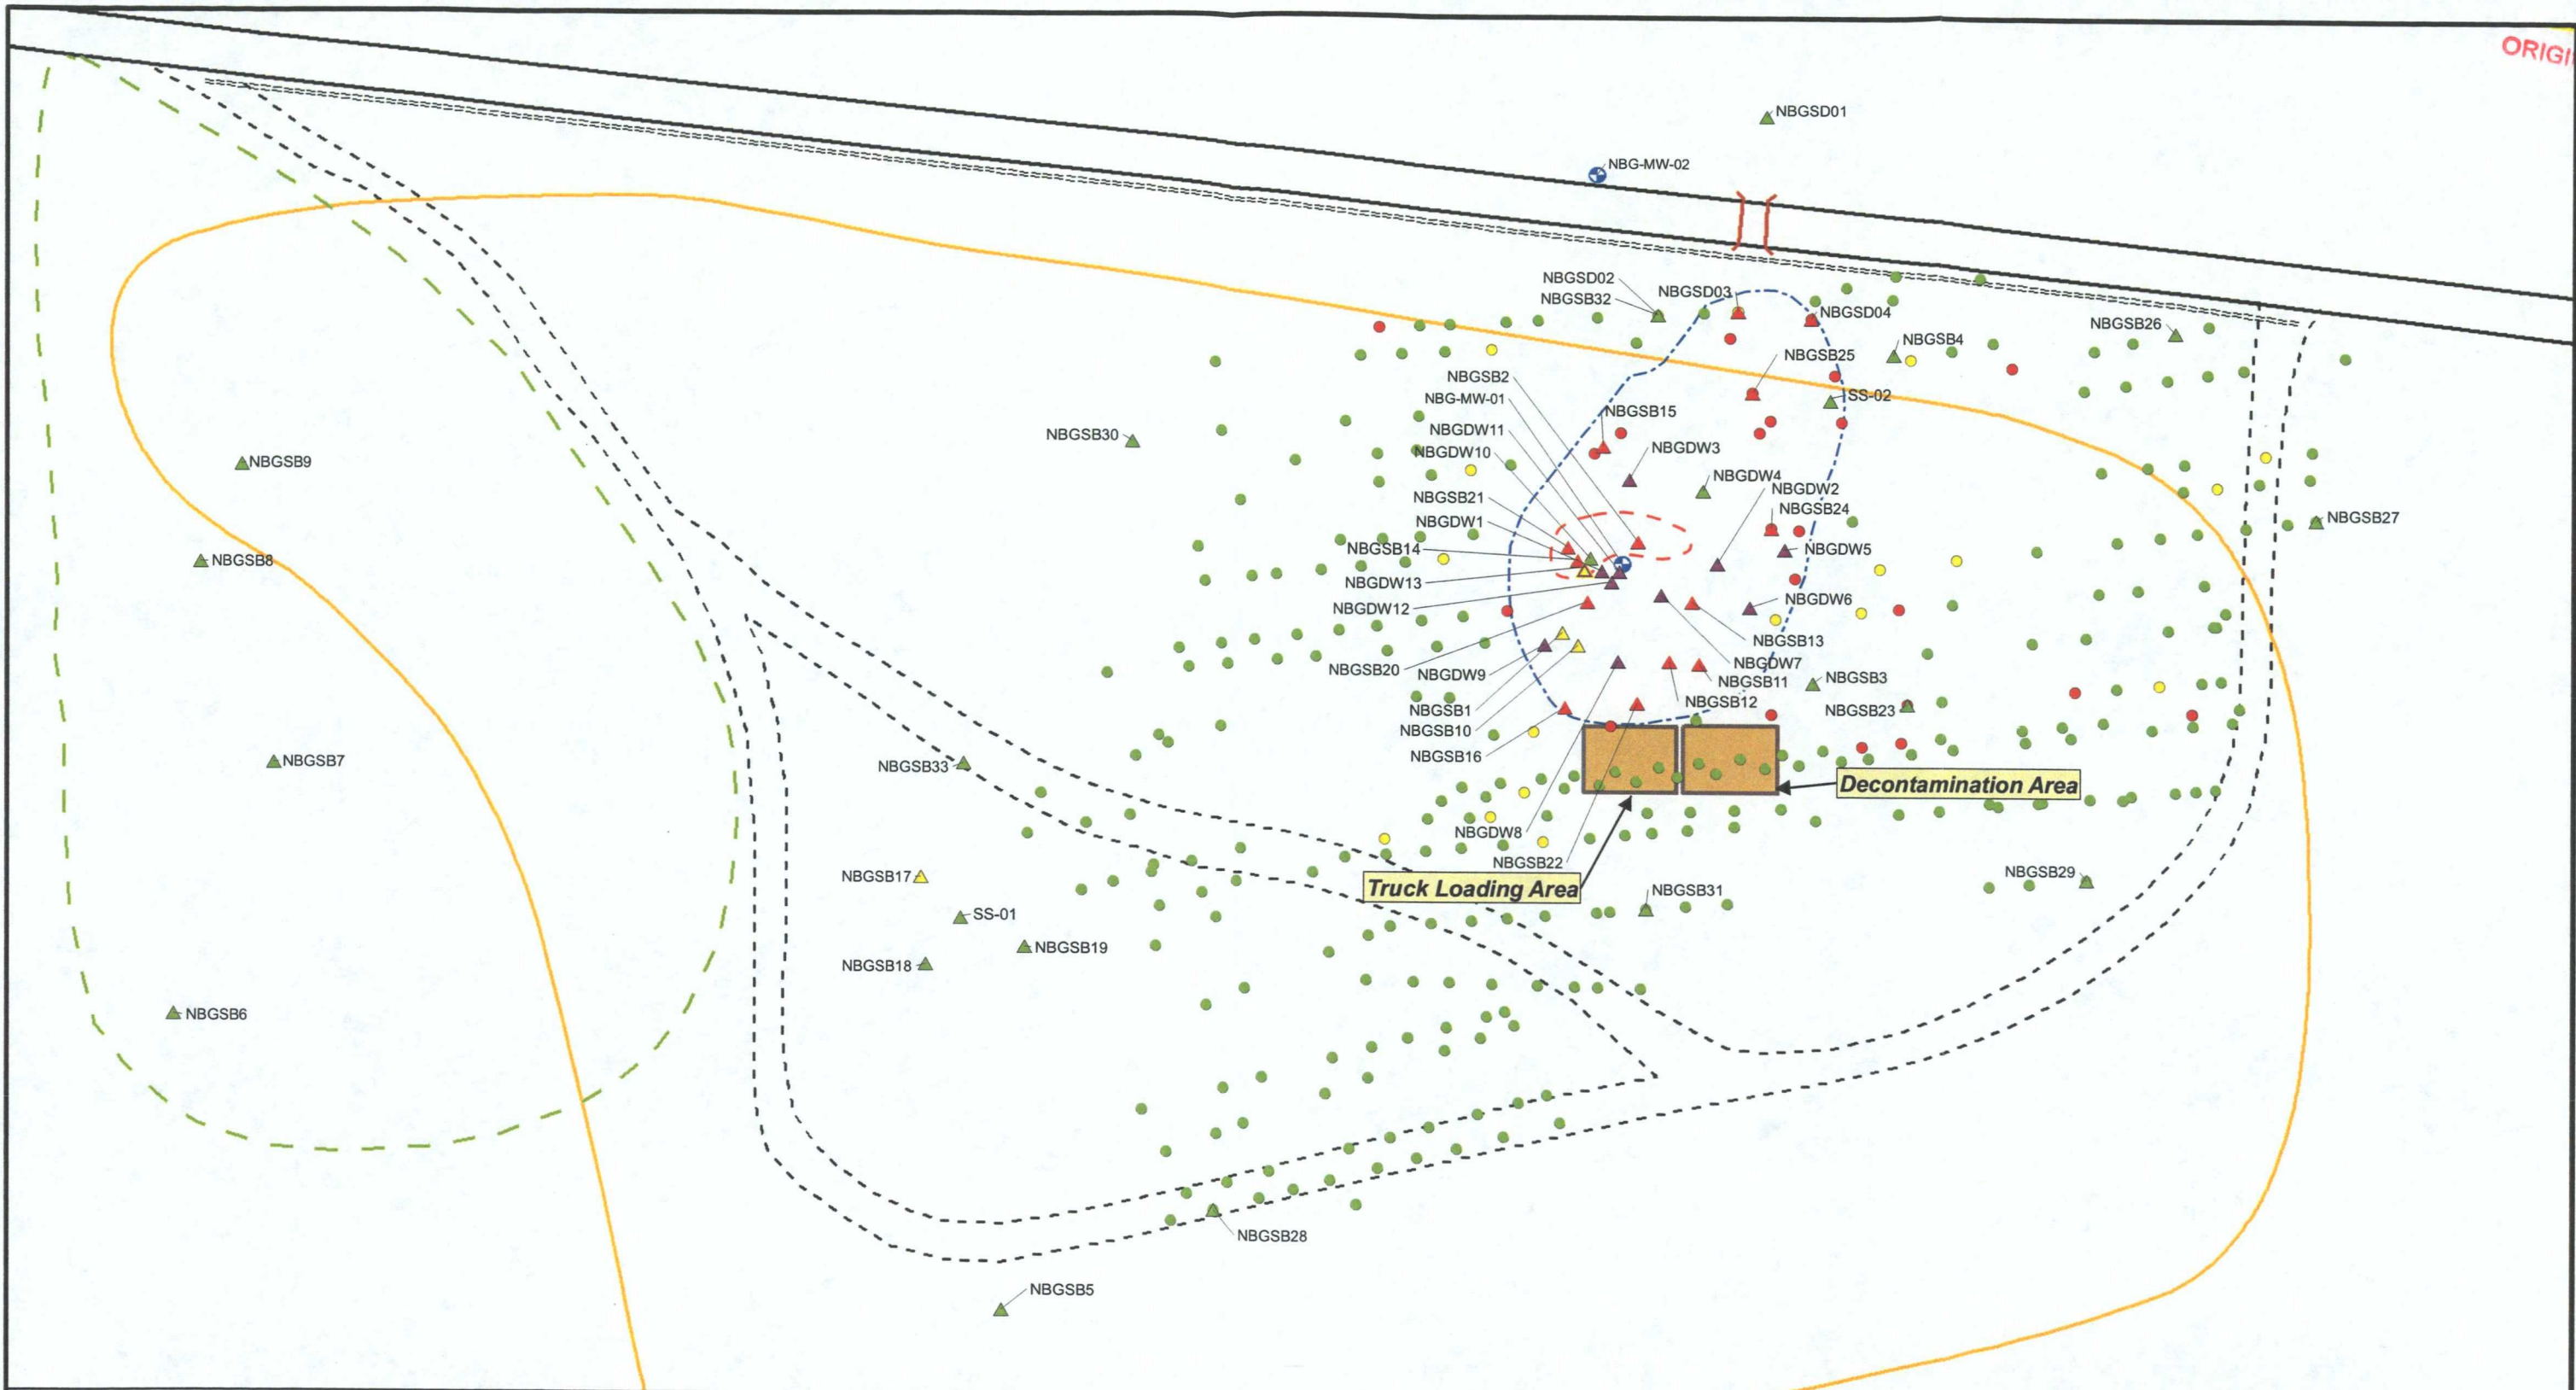 ORIGI
NBGSD01
NBG-MW-02
NBGSD02
NBGSB32
NBGSD03
NBGSD04
NBGSB26
NBGSB4
NBGSB25
NBGSB2
NBG-MW-01
SS-02
NBGSB15
NBGDW11
NBGSB30
NBGDW3
NBGDW10
NBGSB9
NBGDW4
NBGDW2
NBGSB21
NBGSB24
NBGSB27
NBGDW1
NBGSB14
NBGDW5
NBGSB8
NBGDW13
NBGDW6
NBGDW12
NBGSB13
NBGSB20
NBGDW7
NBGDW9
NBGSB11
NBGSB3
NBGSB12
NBGSB1
NBGSB23
NBGSB10
NBGSB16
NBGSB7
NBGSB33
Decontamination Area
NBGDW8
NBGSB22
NBGSB17
NBGSB29
Truck Loading Area
NBGSB31
SS-01
NBGSB19
NBGSB18
NBGSB6
NBGSB28
NBGSB5